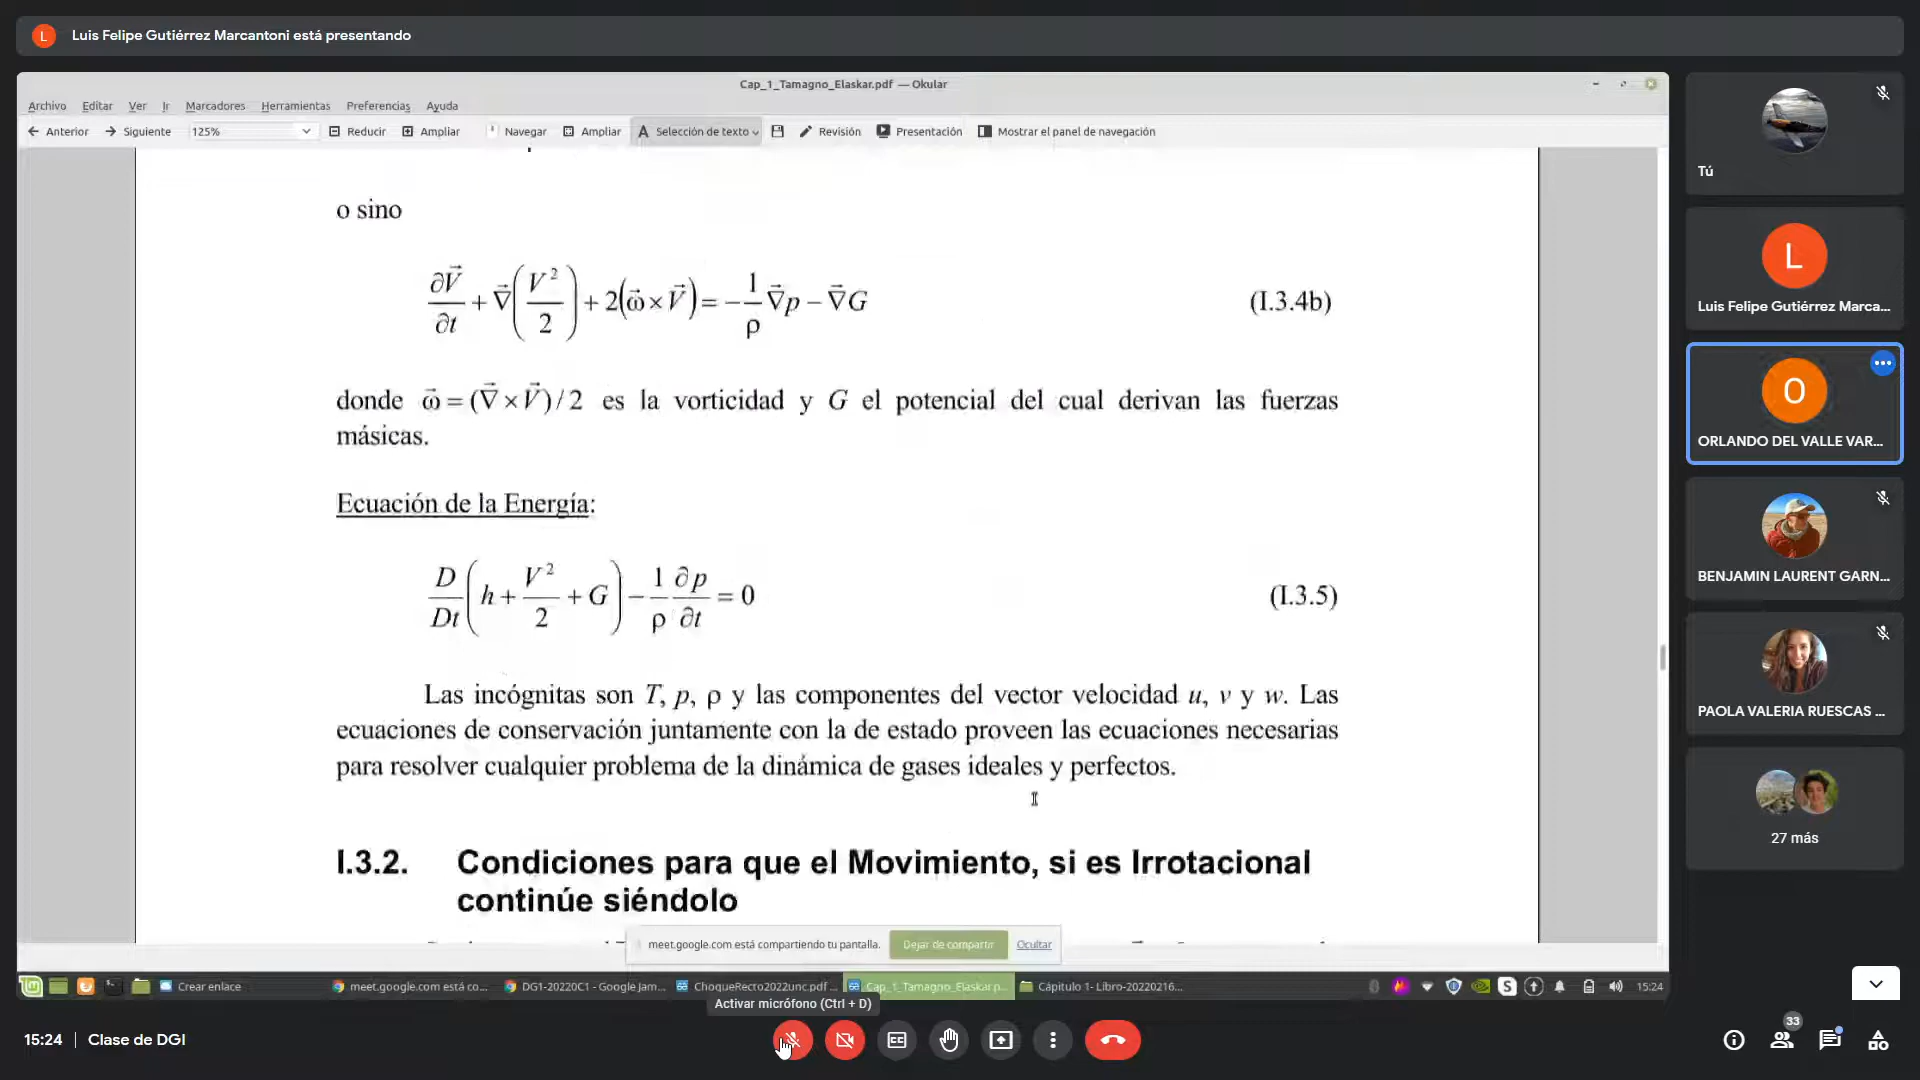 L Luis Felipe Gutiérrez Marcantoni está presentando
Cap_1_Tamagno_Elaskar.pdf — Okular
Archivo Editar Ver Ir Marcadores Herramientas Preferencias Ayuda
Anterior Siguiente 125% Reducir Ampliar Navegar Ampliar Selección de texto Revisión Presentación Mostrar el panel de navegación
o sino
∂V⃗/∂t + ∇⃗(V²/2) + 2(ω⃗ × V⃗) = −1/ρ ∇⃗p − ∇⃗G (I.3.4b)
donde ω⃗ = (∇⃗ × V⃗) / 2 es la vorticidad y G el potencial del cual derivan las fuerzas
másicas.
Ecuación de la Energía:
D/Dt (h + V²/2 + G) − 1/ρ ∂p/∂t = 0 (I.3.5)
Las incógnitas son T, p, ρ y las componentes del vector velocidad u, v y w. Las
ecuaciones de conservación juntamente con la de estado proveen las ecuaciones necesarias
para resolver cualquier problema de la dinámica de gases ideales y perfectos.
I.3.2. Condiciones para que el Movimiento, si es Irrotacional
continúe siéndolo
meet.google.com está compartiendo tu pantalla. Dejar de compartir Ocultar
Crear enlace meet.google.com está co... DG1-20220C1 - Google Jam... ChoqueRecto2022unc.pdf ... Cap_1_Tamagno_Elaskar.p... Cápitulo 1- Libro-20220216... S 15:24
Activar micrófono (Ctrl + D)
15:24 | Clase de DGI
33
Tú
L
Luis Felipe Gutiérrez Marca...
O
ORLANDO DEL VALLE VAR...
BENJAMIN LAURENT GARN...
PAOLA VALERIA RUESCAS ...
27 más